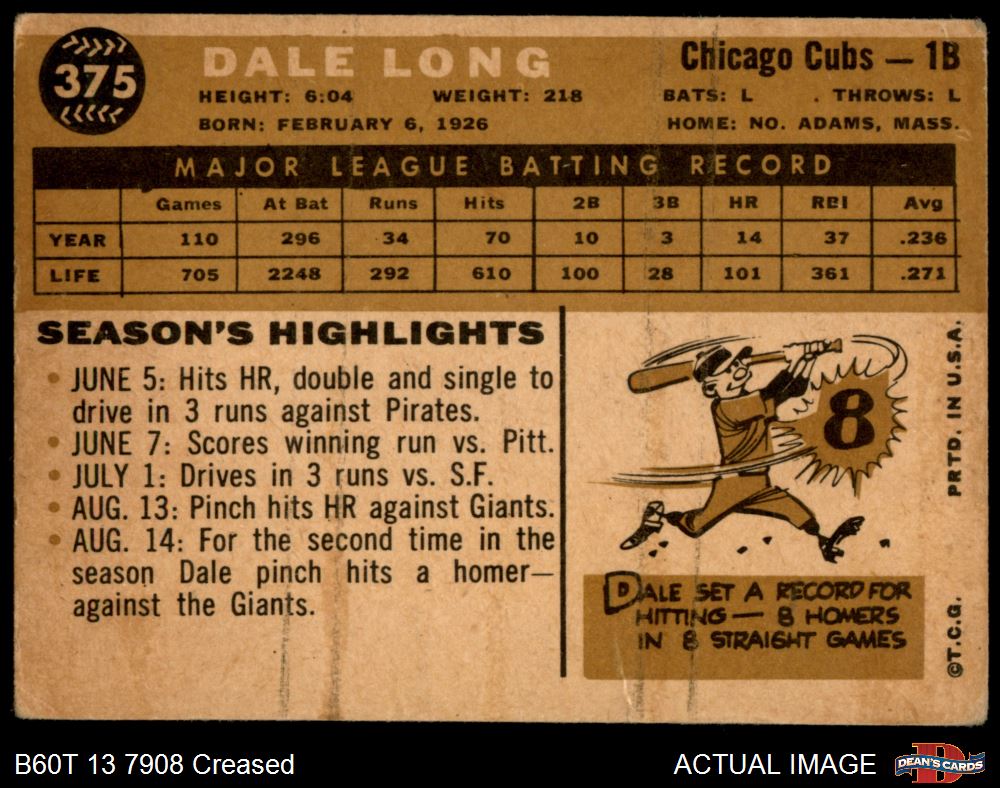 375
DALE LONG
Chicago Cubs — 1B
HEIGHT: 6:04 WEIGHT: 218 BATS: L . THROWS: L
BORN: FEBRUARY 6, 1926 HOME: NO. ADAMS, MASS.
MAJOR LEAGUE BATTING RECORD
Games At Bat Runs Hits 2B 3B HR RBI Avg
YEAR 110 296 34 70 10 3 14 37 .236
LIFE 705 2248 292 610 100 28 101 361 .271
SEASON'S HIGHLIGHTS
• JUNE 5: Hits HR, double and single to
drive in 3 runs against Pirates.
• JUNE 7: Scores winning run vs. Pitt.
• JULY 1: Drives in 3 runs vs. S.F.
• AUG. 13: Pinch hits HR against Giants.
• AUG. 14: For the second time in the
season Dale pinch hits a homer—
against the Giants.
8
DALE SET A RECORD FOR
HITTING — 8 HOMERS
IN 8 STRAIGHT GAMES
PRTD. IN U.S.A.
©T.C.G.
B60T 13 7908 Creased
ACTUAL IMAGE
DEAN'S CARDS